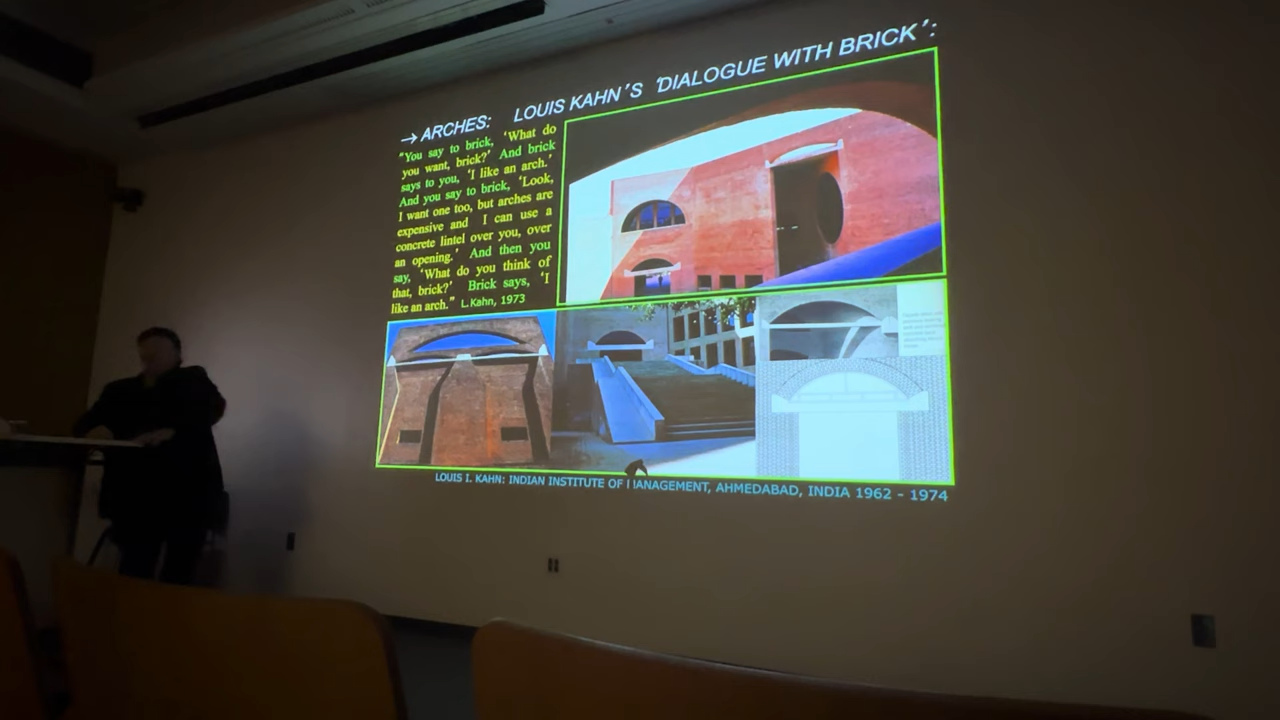 → ARCHES: LOUIS KAHN'S 'DIALOGUE WITH BRICK':
"You say to brick, 'What do
you want, brick?' And brick
says to you, 'I like an arch.'
And you say to brick, 'Look,
I want one too, but arches are
expensive and I can use a
concrete lintel over you, over
an opening.' And then you
say, 'What do you think of
that, brick?' Brick says, 'I
like an arch." L.Kahn, 1973
LOUIS I. KAHN: INDIAN INSTITUTE OF MANAGEMENT, AHMEDABAD, INDIA 1962 - 1974